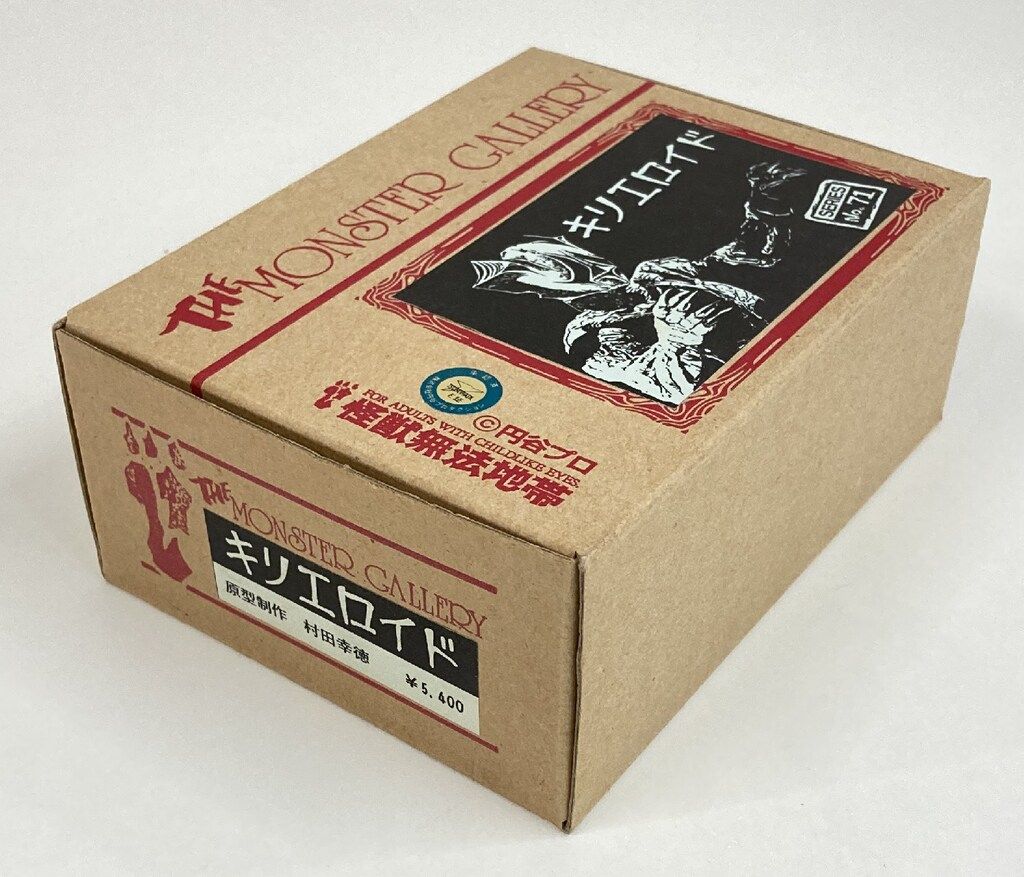 THE MONSTER GALLERY
キリエロイド
SERIES
No.71
©円谷プロ
FOR ADULTS WITH CHILDLIKE EYES.
怪獣無法地帯
THE MONSTER GALLERY
キリエロイド
原型制作 村田幸徳
¥5.400